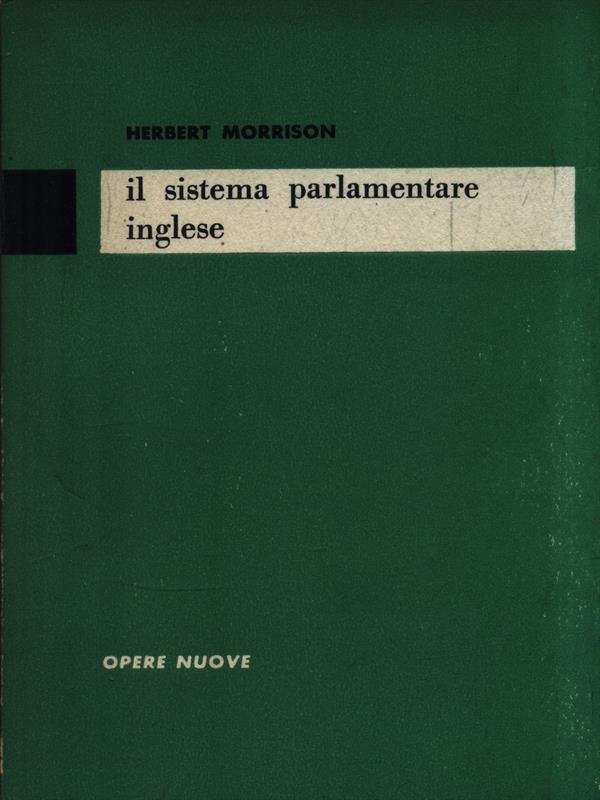 HERBERT MORRISON
il sistema parlamentare
inglese
OPERE NUOVE